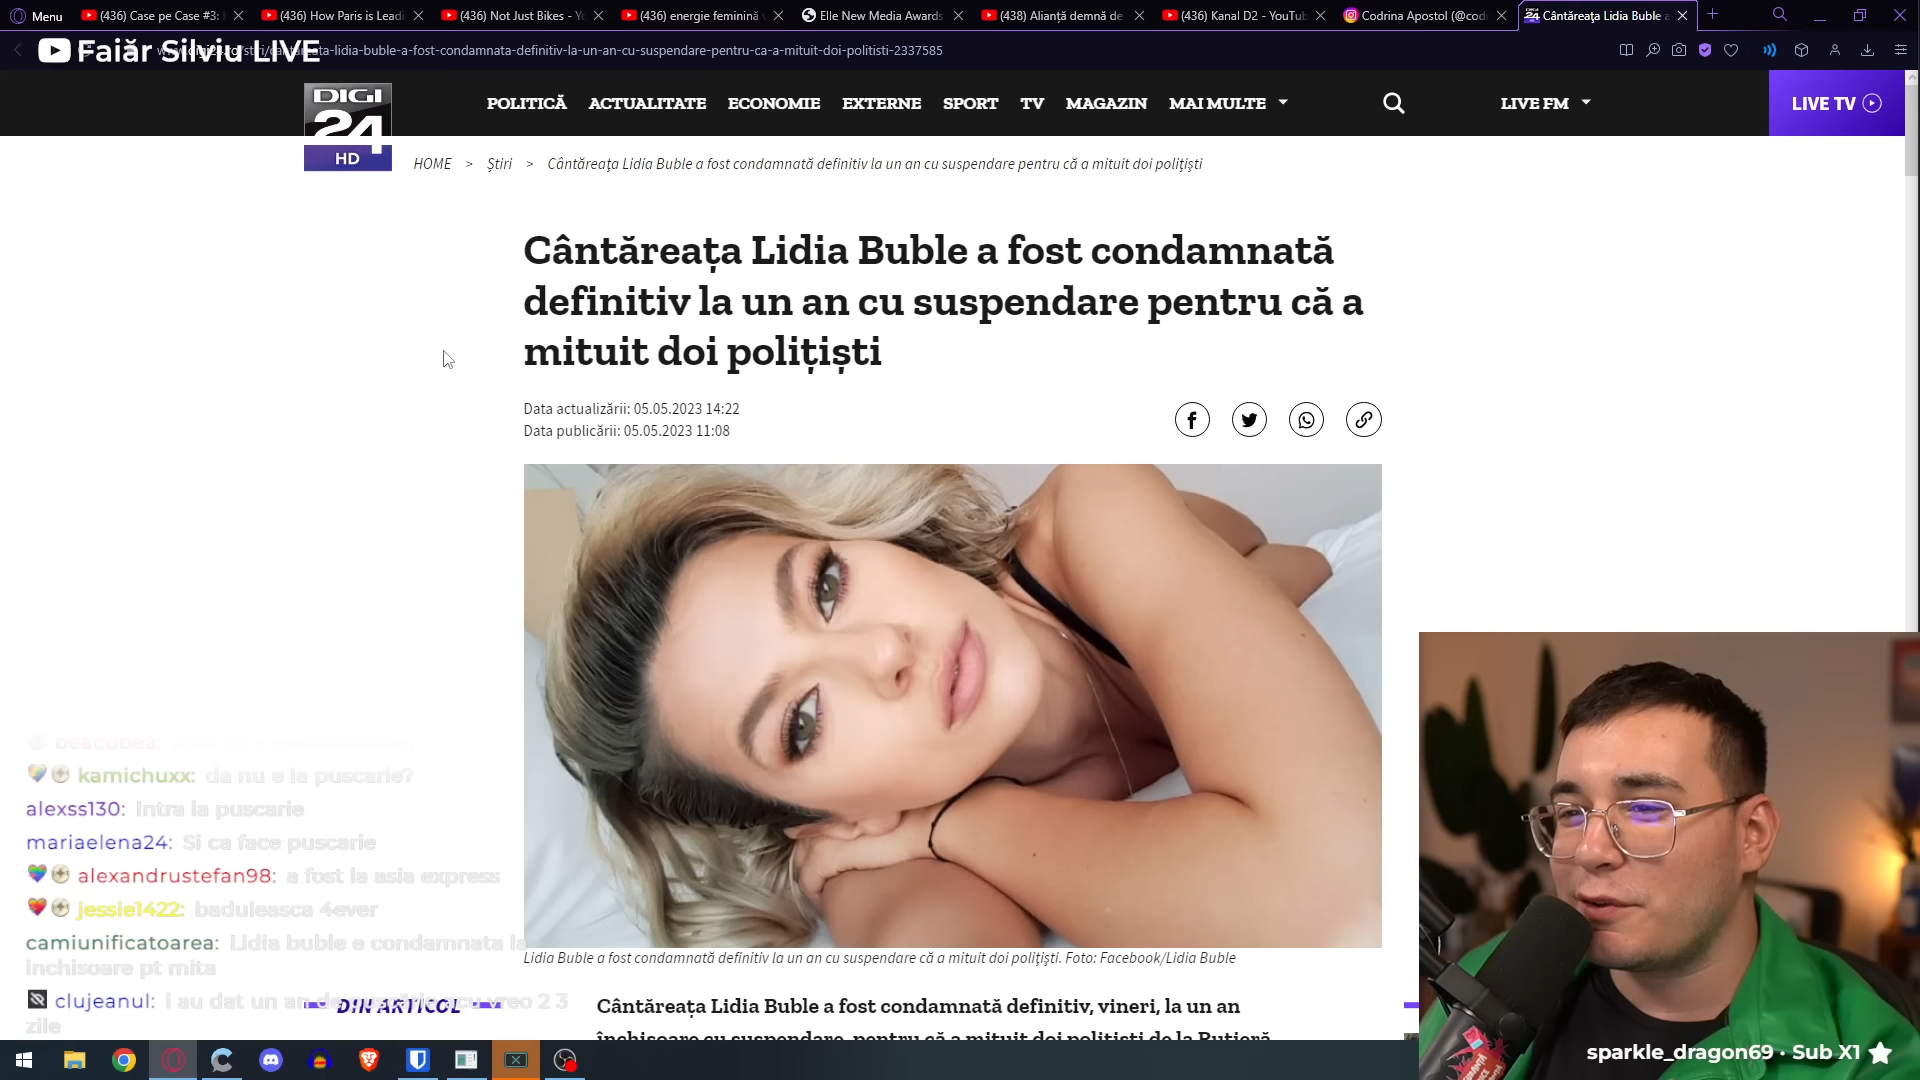 Menu
(436) Case pe Case #3:
(436) How Paris is Leadi
(436) Not Just Bikes - Yo
(436) energie feminină v
Elle New Media Awards
(438) Alianță demnă de
(436) Kanal D2 - YouTub
Codrina Apostol (@codr
Cântăreaţa Lidia Buble a
Faiăr Silviu LIVE
-lidia-buble-a-fost-condamnata-definitiv-la-un-an-cu-suspendare-pentru-ca-a-mituit-doi-politisti-2337585
DIGI
24
HD
POLITICĂ
ACTUALITATE
ECONOMIE
EXTERNE
SPORT
TV
MAGAZIN
MAI MULTE
LIVE FM
LIVE TV
HOME > Știri > Cântăreața Lidia Buble a fost condamnată definitiv la un an cu suspendare pentru că a mituit doi polițiști
Cântăreața Lidia Buble a fost condamnată
definitiv la un an cu suspendare pentru că a
mituit doi polițiști
Data actualizării: 05.05.2023 14:22
Data publicării: 05.05.2023 11:08
Lidia Buble a fost condamnată definitiv la un an cu suspendare că a mituit doi polițiști. Foto: Facebook/Lidia Buble
DIN ARTICOL
Cântăreața Lidia Buble a fost condamnată definitiv, vineri, la un an
închisoare cu suspendare, pentru că a mituit doi polițiști de la Rutieră
beacubea:
kamichuxx: da nu e la puscarie?
alexss130: Intra la puscarie
mariaelena24: Si ca face puscarie
alexandrustefan98: a fost la asia express
jessie1422: baduleasca 4ever
camiunificatoarea: Lidia buble e condamnata la
inchisoare pt mita
clujeanul: i au dat un an de puscărie acu vreo 2 3
zile
sparkle_dragon69 · Sub X1